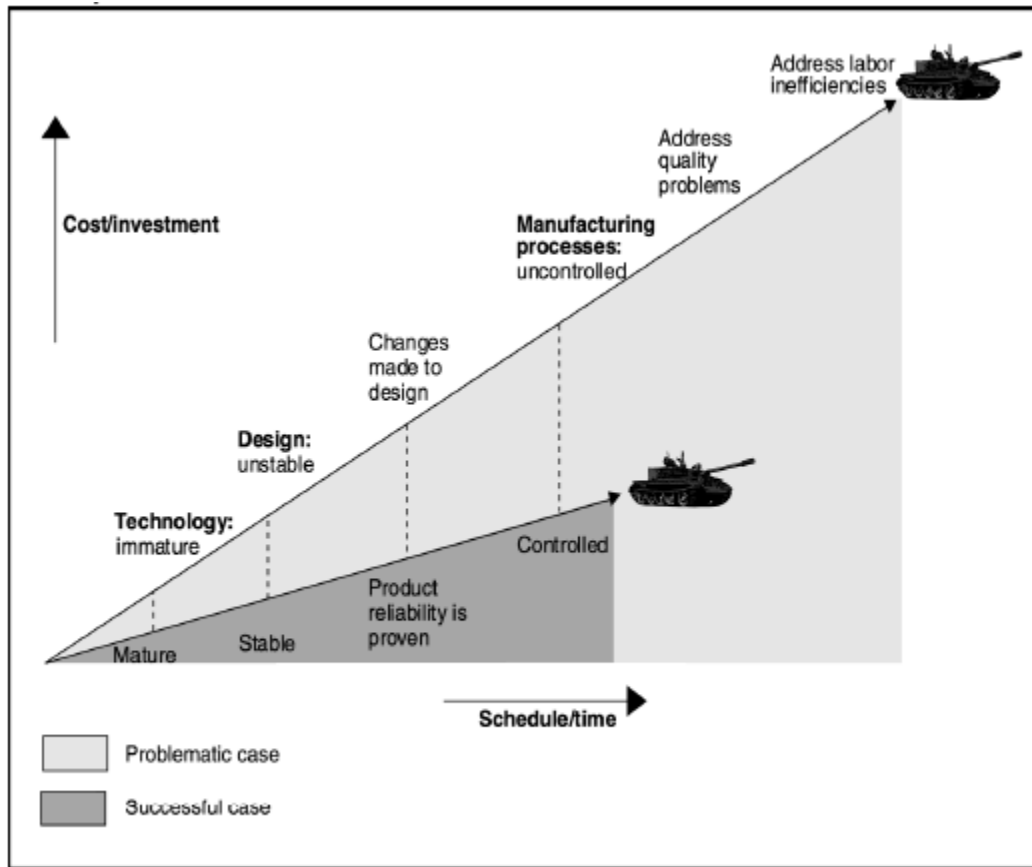 Address labor
inefficiencies
Address
quality
problems
Cost/investment
Manufacturing
processes:
uncontrolled
Changes
made to
design
Design:
unstable
Technology:
immature
Controlled
Product
reliability is
proven
Stable
Mature
Schedule/time
Problematic case
Successful case